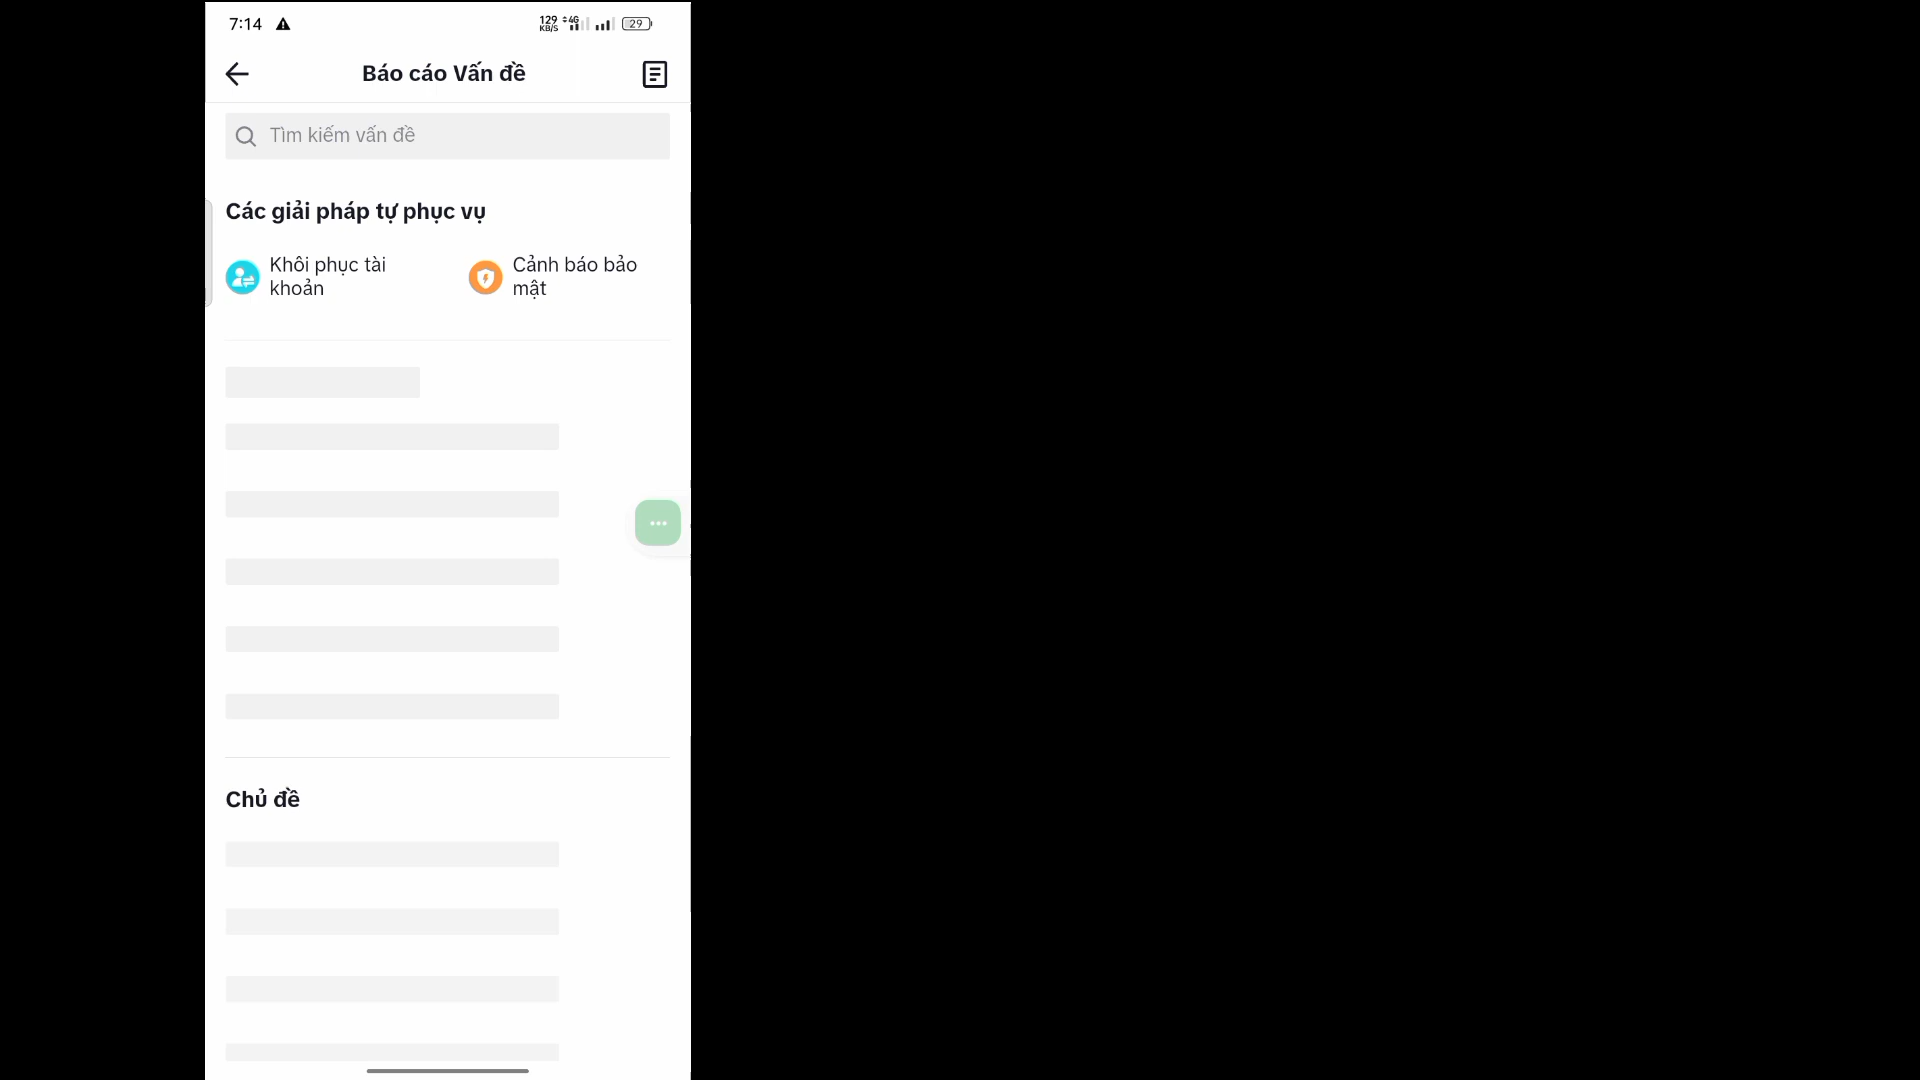 7:14
129 KB/S 4G 29
Báo cáo Vấn đề
Tìm kiếm vấn đề
Các giải pháp tự phục vụ
Khôi phục tài
khoản
Cảnh báo bảo
mật
Chủ đề